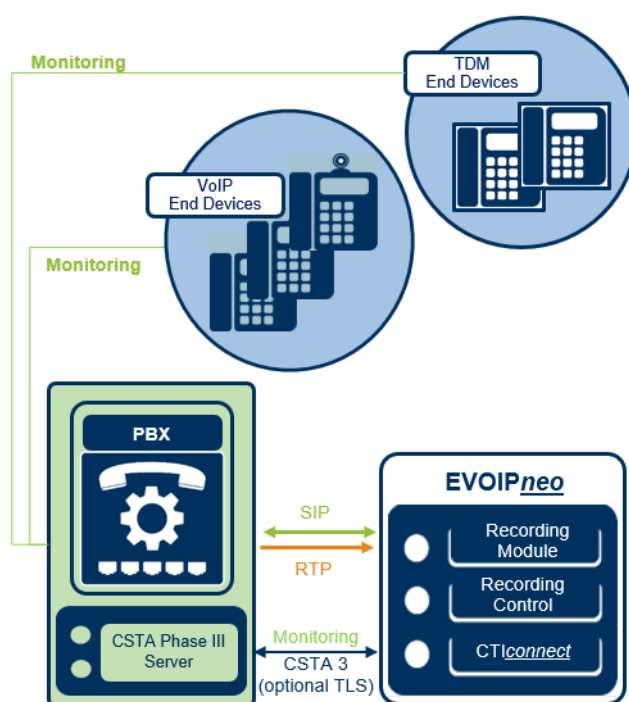 Monitoring
TDM
End Devices
VoIP
End Devices
Monitoring
PBX
EVOIPneo
SIP
RTP
Recording
Module
Recording
Control
CTIconnect
CSTA Phase III
Server
Monitoring
CSTA 3
(optional TLS)